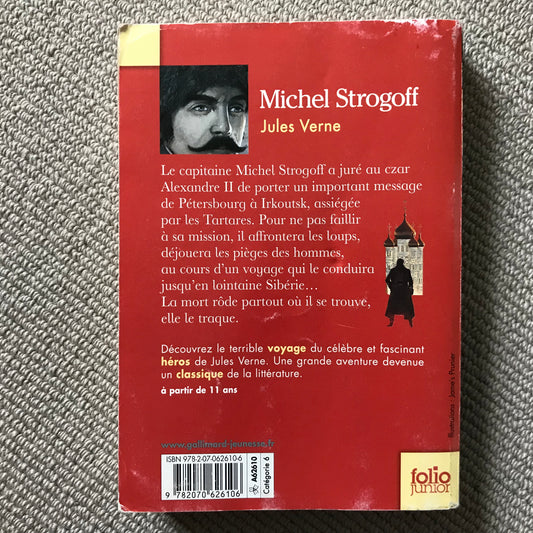 Michel Strogoff
Jules Verne
Le capitaine Michel Strogoff a juré au czar
Alexandre II de porter un important message
de Pétersbourg à Irkoutsk, assiégée
par les Tartares. Pour ne pas faillir
à sa mission, il affrontera les loups,
déjouera les pièges des hommes,
au cours d'un voyage qui le conduira
jusqu'en lointaine Sibérie...
La mort rôde partout où il se trouve,
elle le traque.
Découvrez le terrible voyage du célèbre et fascinant
héros de Jules Verne. Une grande aventure devenue
un classique de la littérature.
à partir de 11 ans
Illustrations : James Prunier
www.gallimard-jeunesse.fr
ISBN 978-2-07-062610-6
9 782070 626106
A62610
Catégorie 6
folio
junior